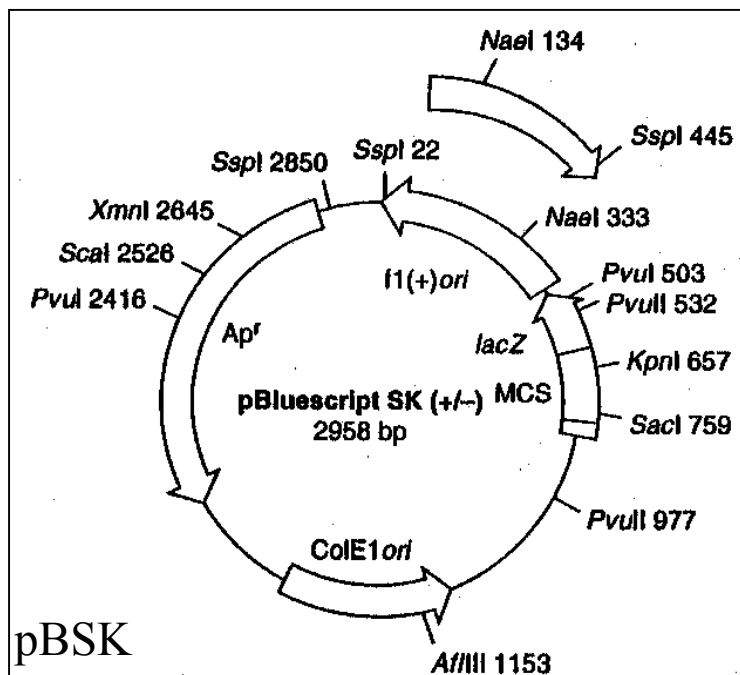 NaeI 134
SspI 445
SspI 2850
SspI 22
XmnI 2645
NaeI 333
ScaI 2526
PvuI 503
f1(+)ori
PvuI 2416
PvuII 532
Apʳ
lacZ
KpnI 657
pBluescript SK (+/–)
MCS
2958 bp
SacI 759
PvuII 977
ColE1ori
pBSK
AflIII 1153